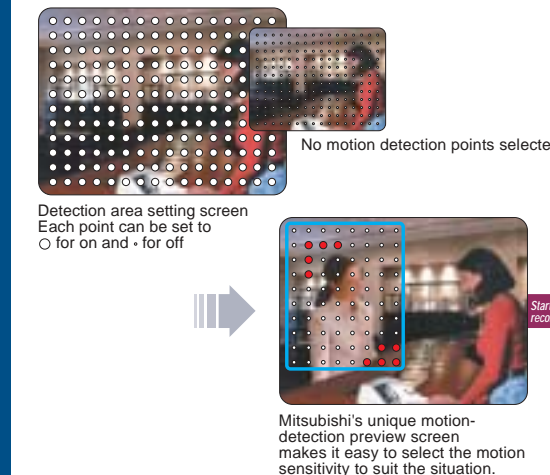 No motion detection points selecte
Detection area setting screen
Each point can be set to
○ for on and ◦ for off
Star
reco
Mitsubishi's unique motion-
detection preview screen
makes it easy to select the motion
sensitivity to suit the situation.